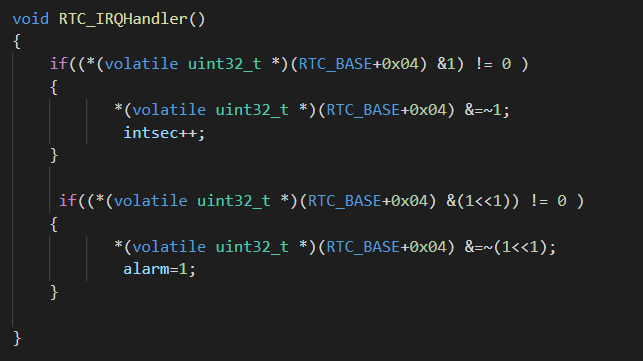 void RTC_IRQHandler()
{
if((*(volatile uint32_t *)(RTC_BASE+0x04) &1) != 0 )
{
*(volatile uint32_t *)(RTC_BASE+0x04) &=~1;
intsec++;
}
if((*(volatile uint32_t *)(RTC_BASE+0x04) &(1<<1)) != 0 )
{
*(volatile uint32_t *)(RTC_BASE+0x04) &=~(1<<1);
alarm=1;
}
}